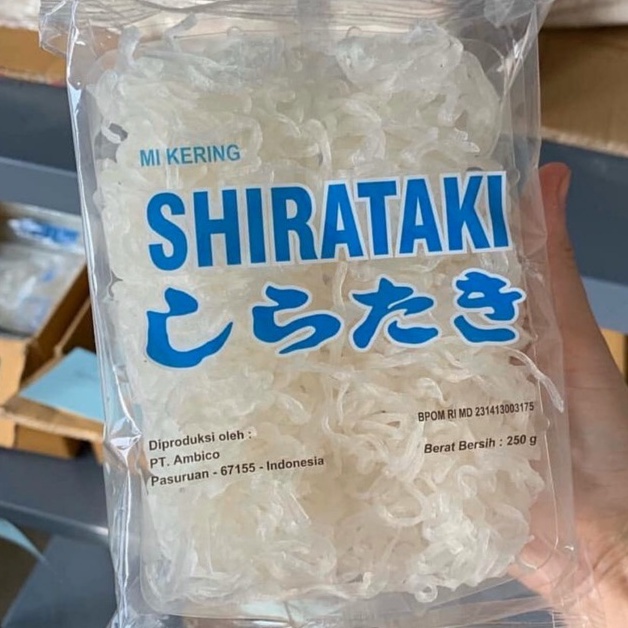 MI KERING
SHIRATAKI
しらたき
BPOM RI MD 231413003175
Berat Bersih : 250 g
Diproduksi oleh :
PT. Ambico
Pasuruan - 67155 - Indonesia